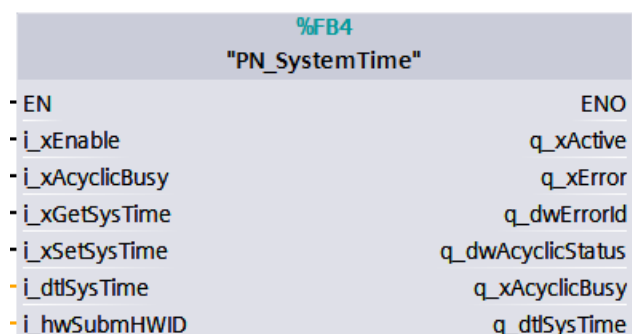 %FB4
"PN_SystemTime"
EN ENO
i_xEnable q_xActive
i_xAcyclicBusy q_xError
i_xGetSysTime q_dwErrorId
i_xSetSysTime q_dwAcyclicStatus
i_dtlSysTime q_xAcyclicBusy
i_hwSubmHWID q_dtlSysTime